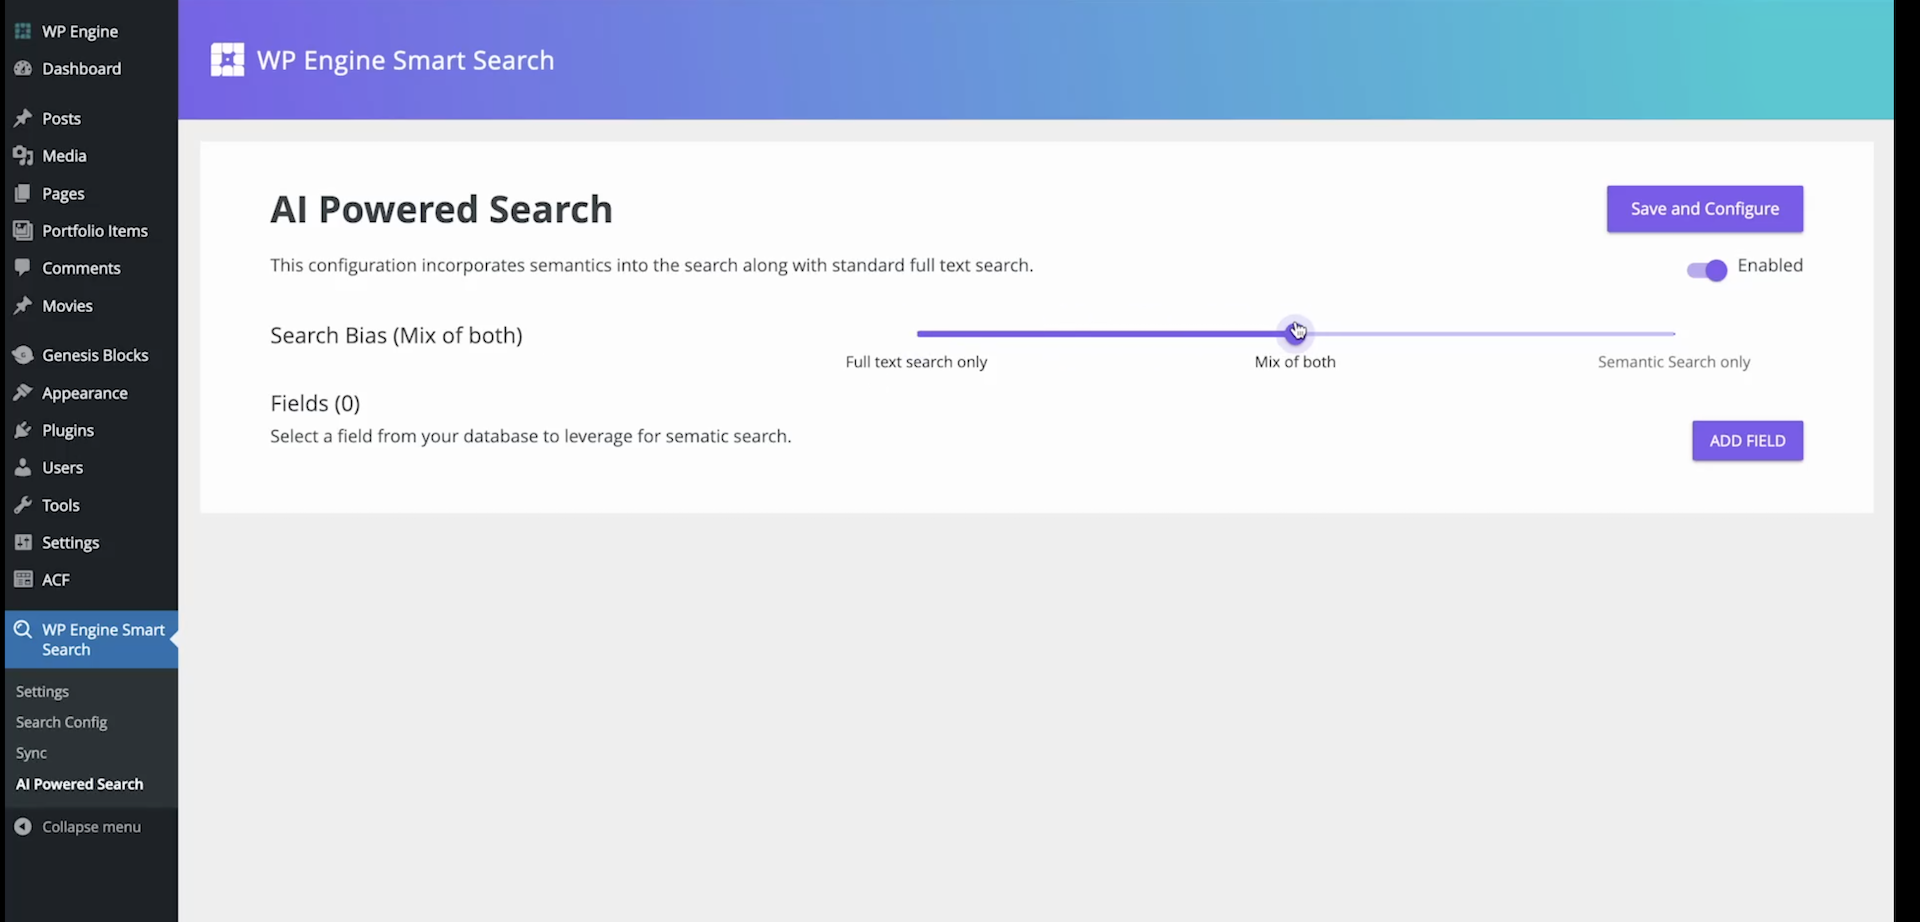 WP Engine
Dashboard
Posts
Media
Pages
Portfolio Items
Comments
Movies
Genesis Blocks
Appearance
Plugins
Users
Tools
Settings
ACF
WP Engine Smart
Search
Settings
Search Config
Sync
AI Powered Search
Collapse menu
WP Engine Smart Search
AI Powered Search
Save and Configure
This configuration incorporates semantics into the search along with standard full text search.
Enabled
Search Bias (Mix of both)
Full text search only
Mix of both
Semantic Search only
Fields (0)
Select a field from your database to leverage for sematic search.
ADD FIELD